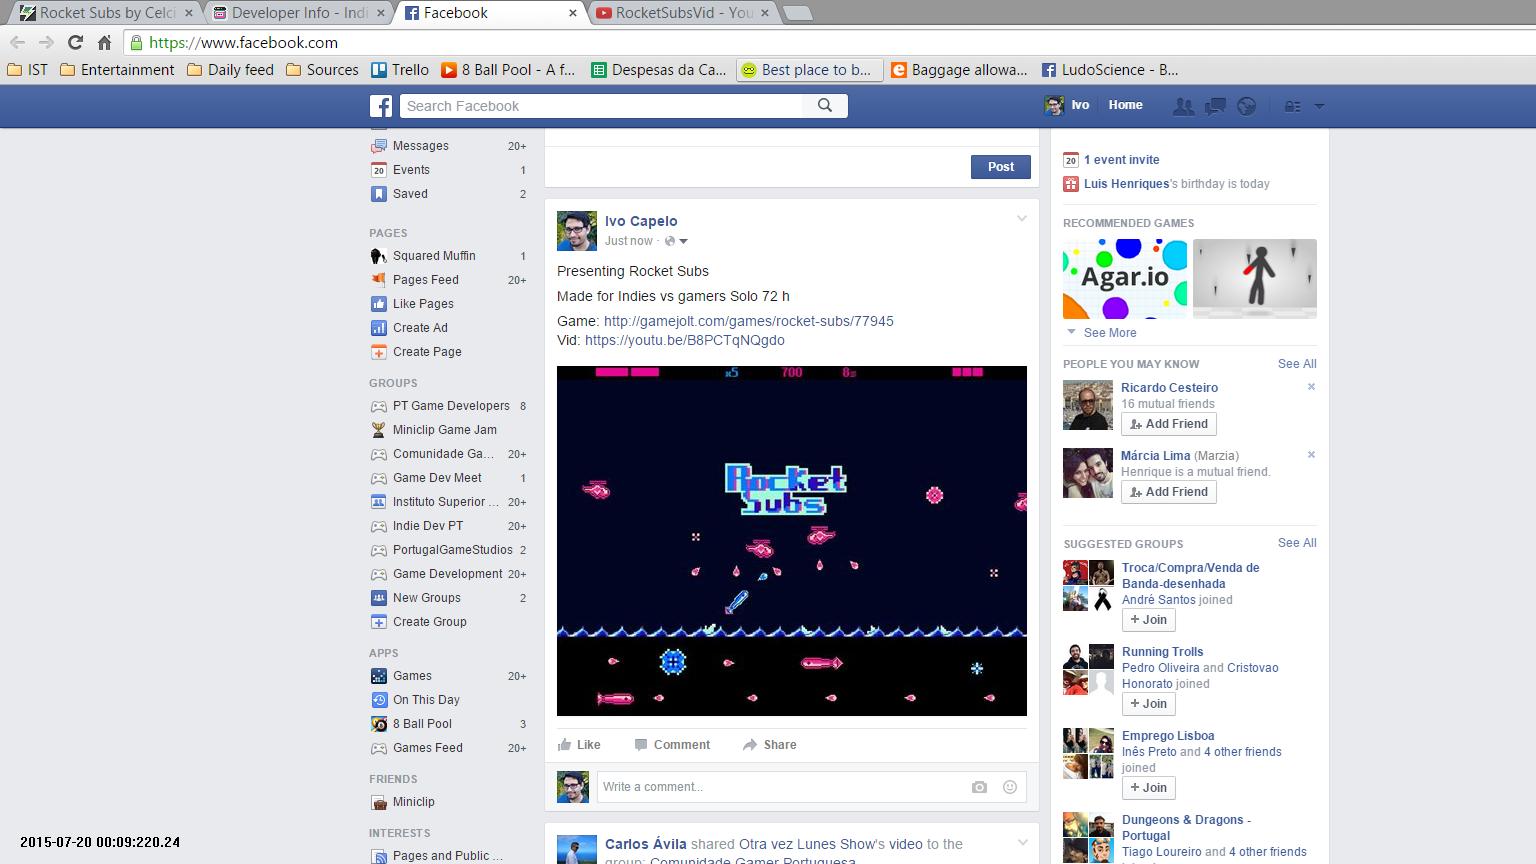 Rocket Subs by Celci
Developer Info - Indi
Facebook
RocketSubsVid - You
https://www.facebook.com
IST
Entertainment
Daily feed
Sources
Trello
8 Ball Pool - A f...
Despesas da Ca...
Best place to b...
Baggage allowa...
LudoScience - B...
Search Facebook
Ivo
Home
Messages 20+
Events 1
Saved 2
PAGES
Squared Muffin 1
Pages Feed 20+
Like Pages
Create Ad
Create Page
GROUPS
PT Game Developers 8
Miniclip Game Jam
Comunidade Ga... 20+
Game Dev Meet 1
Instituto Superior ... 20+
Indie Dev PT 20+
PortugalGameStudios 2
Game Development 20+
New Groups 2
Create Group
APPS
Games 20+
On This Day
8 Ball Pool 3
Games Feed 20+
FRIENDS
Miniclip
INTERESTS
Pages and Public ...
Post
Ivo Capelo
Just now ·
Presenting Rocket Subs
Made for Indies vs gamers Solo 72 h
Game: http://gamejolt.com/games/rocket-subs/77945
Vid: https://youtu.be/B8PCTqNQgdo
x5 700
Rocket
Subs
Like Comment Share
Write a comment...
Carlos Ávila shared Otra vez Lunes Show's video to the
group: Comunidade Gamer Portuguesa
20 1 event invite
Luis Henriques's birthday is today
RECOMMENDED GAMES
Agar.io
See More
PEOPLE YOU MAY KNOW See All
Ricardo Cesteiro
16 mutual friends
Add Friend
Márcia Lima (Marzia)
Henrique is a mutual friend.
Add Friend
SUGGESTED GROUPS See All
Troca/Compra/Venda de
Banda-desenhada
André Santos joined
+ Join
Running Trolls
Pedro Oliveira and Cristovao
Honorato joined
+ Join
Emprego Lisboa
Inês Preto and 4 other friends
joined
+ Join
Dungeons & Dragons -
Portugal
Tiago Loureiro and 4 other friends
2015-07-20 00:09:220.24